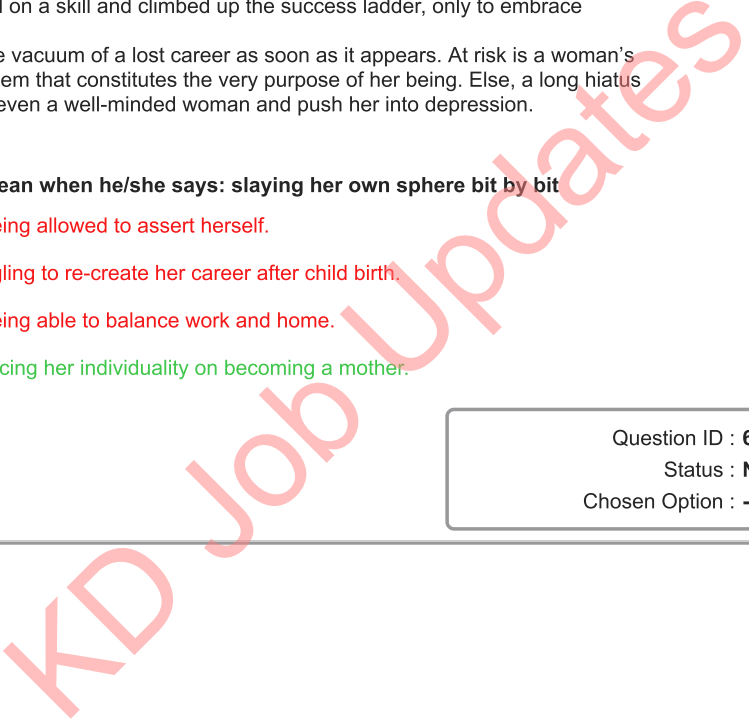 on a skill and climbed up the success ladder, only to embrace
vacuum of a lost career as soon as it appears. At risk is a woman's
em that constitutes the very purpose of her being. Else, a long hiatus
even a well-minded woman and push her into depression.
ean when he/she says: slaying her own sphere bit by bit
eing allowed to assert herself.
gling to re-create her career after child birth.
eing able to balance work and home.
cing her individuality on becoming a mother.
Question ID :
Status :
Chosen Option : -
KD Job Updates